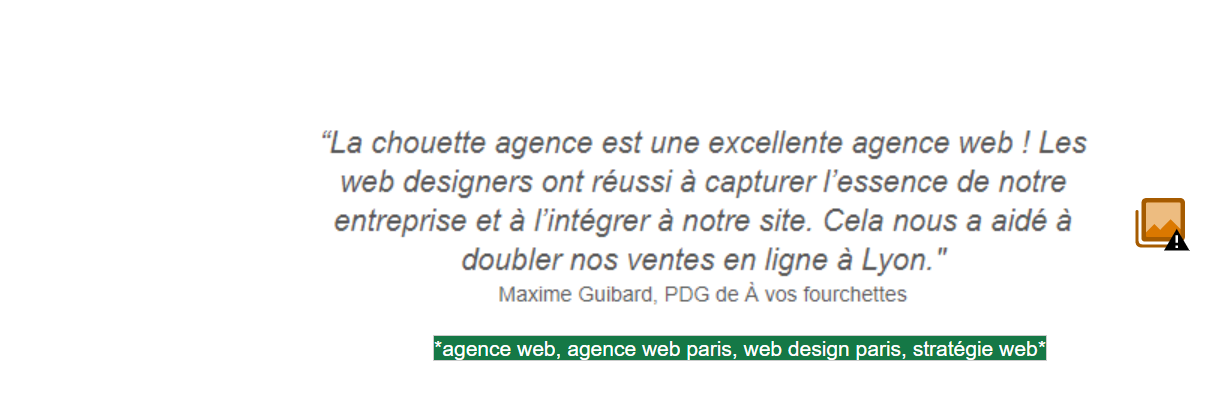 “La chouette agence est une excellente agence web ! Les
web designers ont réussi à capturer l’essence de notre
entreprise et à l’intégrer à notre site. Cela nous a aidé à
doubler nos ventes en ligne à Lyon."
Maxime Guibard, PDG de À vos fourchettes
*agence web, agence web paris, web design paris, stratégie web*